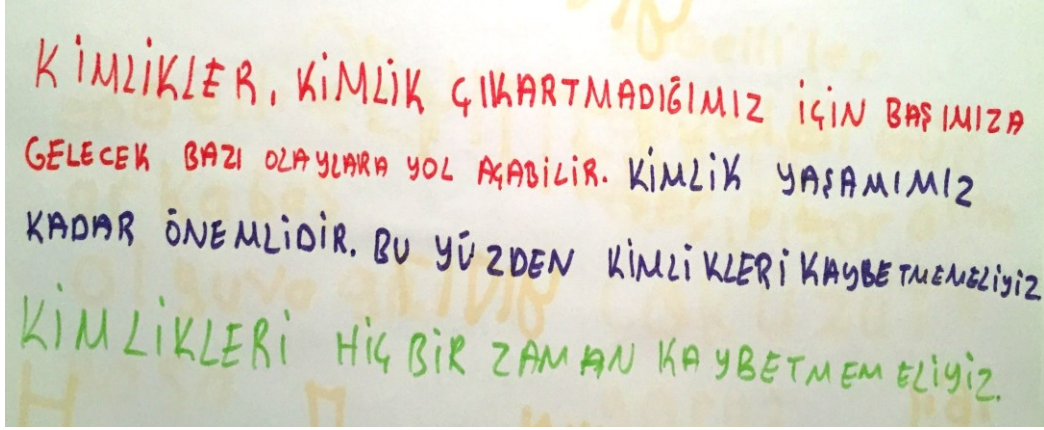 KİMLİKLER, KİMLİK ÇIKARTMADIĞIMIZ İÇİN BAŞIMIZA
GELECEK BAZI OLAYLARA YOL AÇABİLİR. KİMLİK YAŞAMIMIZ
KADAR ÖNEMLİDİR. BU YÜZDEN KİMLİKLERİ KAYBETMEMELİYİZ
KİMLİKLERİ HİÇ BİR ZAMAN KAYBETMEMELİYİZ.